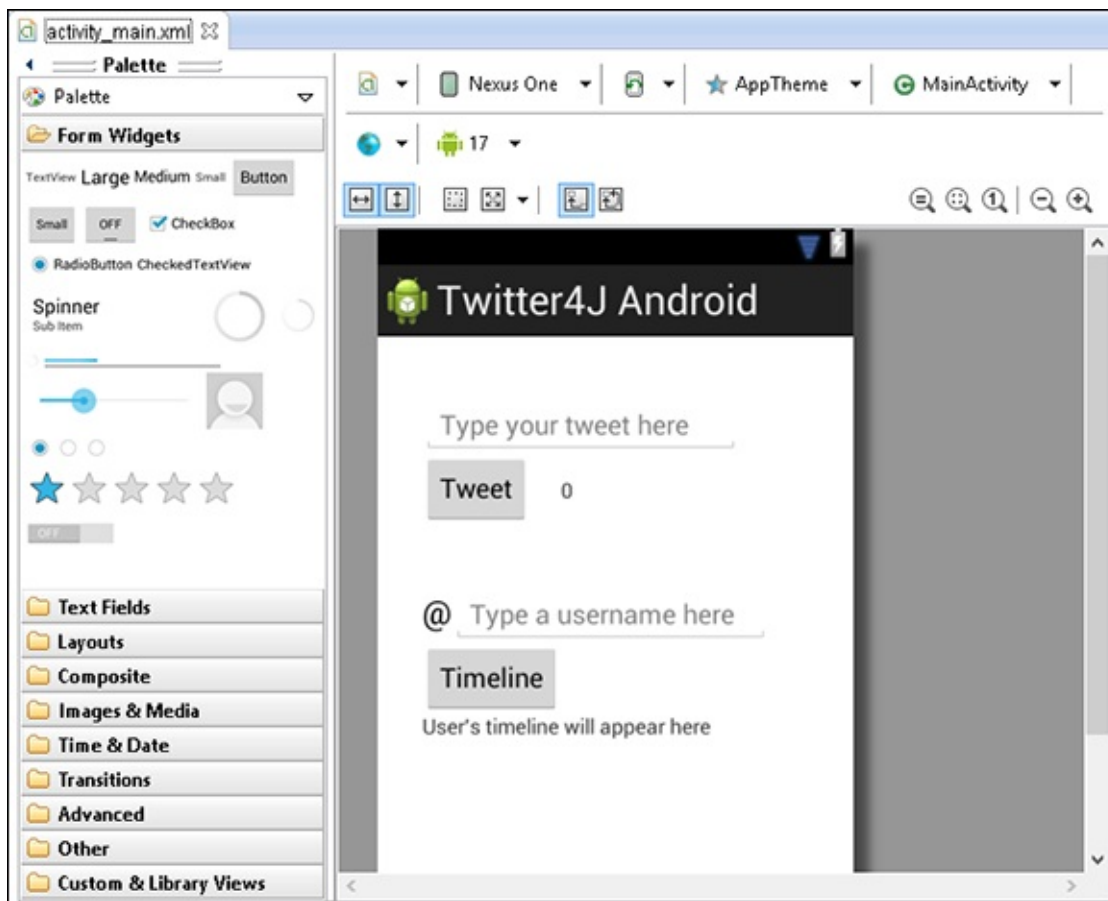 activity_main.xml
Palette
Palette
Form Widgets
TextView Large Medium Small Button
Small OFF CheckBox
RadioButton CheckedTextView
Spinner
Sub Item
OFF
Text Fields
Layouts
Composite
Images & Media
Time & Date
Transitions
Advanced
Other
Custom & Library Views
Nexus One AppTheme MainActivity
17
1
Twitter4J Android
Type your tweet here
Tweet 0
@ Type a username here
Timeline
User's timeline will appear here